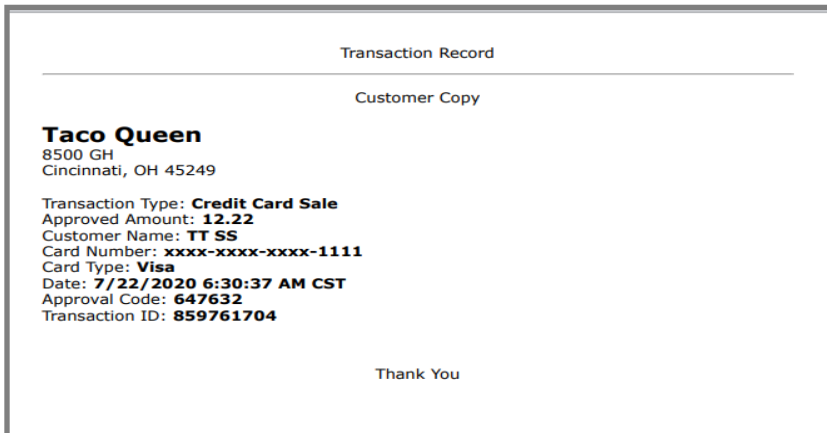 Transaction Record
Customer Copy
Taco Queen
8500 GH
Cincinnati, OH 45249
Transaction Type: Credit Card Sale
Approved Amount: 12.22
Customer Name: TT SS
Card Number: xxxx-xxxx-xxxx-1111
Card Type: Visa
Date: 7/22/2020 6:30:37 AM CST
Approval Code: 647632
Transaction ID: 859761704
Thank You